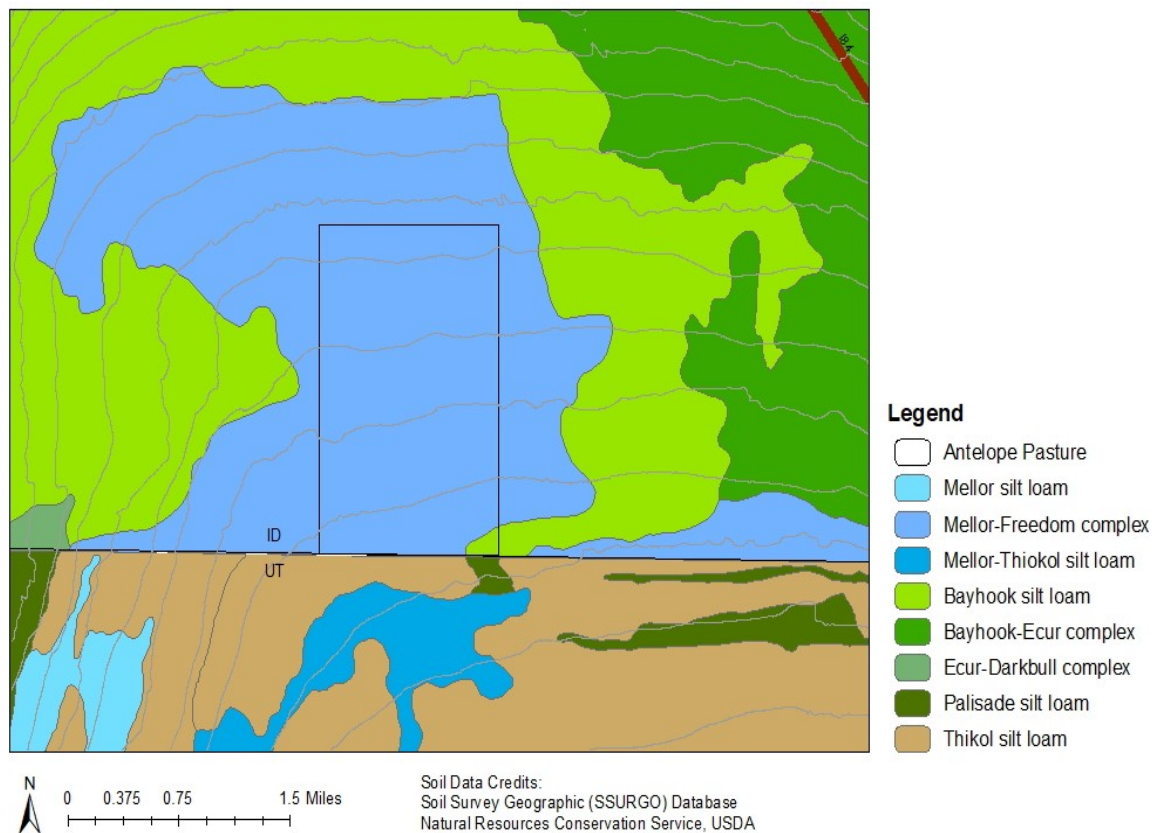 I84
ID
UT
Legend
Antelope Pasture
Mellor silt loam
Mellor-Freedom complex
Mellor-Thiokol silt loam
Bayhook silt loam
Bayhook-Ecur complex
Ecur-Darkbull complex
Palisade silt loam
Thikol silt loam
N
0 0.375 0.75 1.5 Miles
Soil Data Credits:
Soil Survey Geographic (SSURGO) Database
Natural Resources Conservation Service, USDA